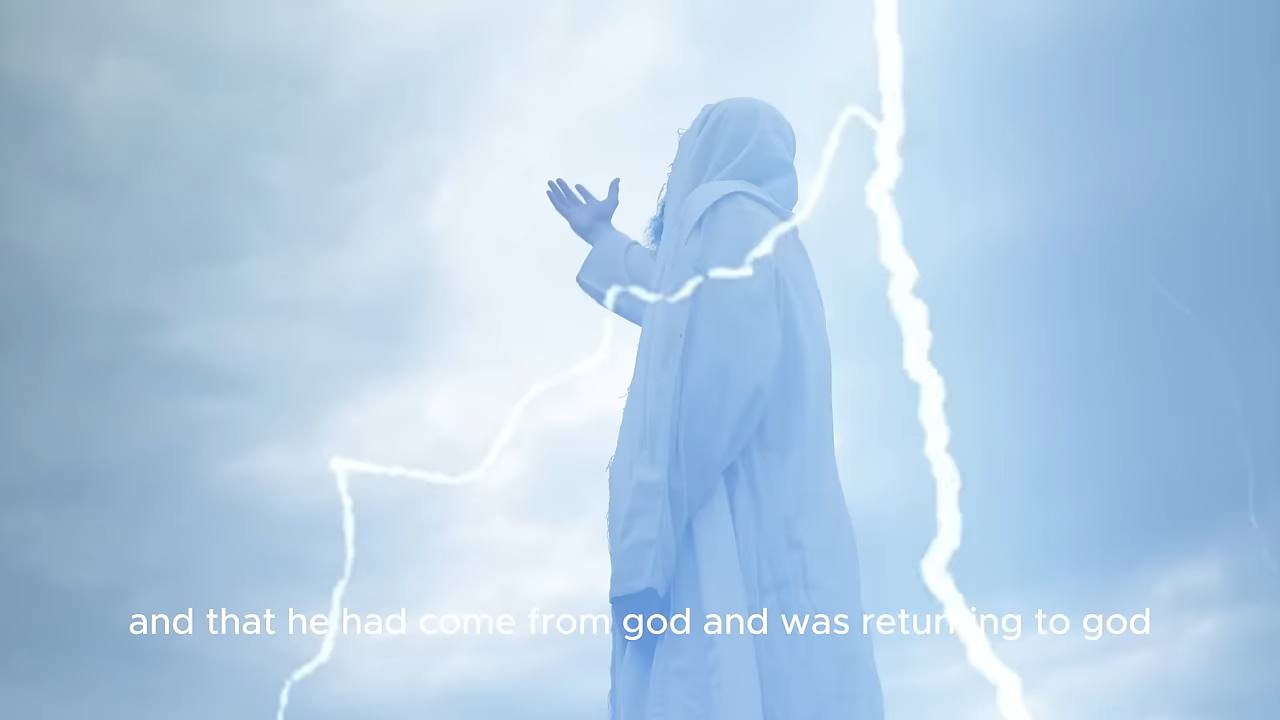 and that he had come from god and was returning to god